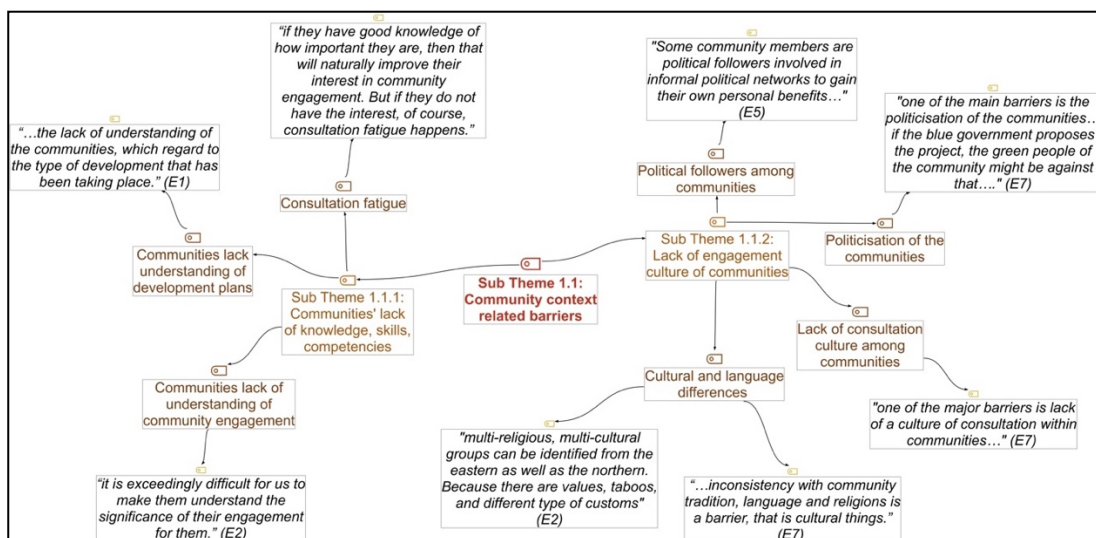 “if they have good knowledge of
how important they are, then that
will naturally improve their
interest in community
engagement. But if they do not
have the interest, of course,
consultation fatigue happens.”
"Some community members are
political followers involved in
informal political networks to gain
their own personal benefits…"
(E5)
"one of the main barriers is the
politicisation of the communities…
if the blue government proposes
the project, the green people of
the community might be against
that…." (E7)
“…the lack of understanding of
the communities, which regard to
the type of development that has
been taking place.” (E1)
Political followers among
communities
Consultation fatigue
Communities lack
understanding of
development plans
Sub Theme 1.1.2:
Lack of engagement
culture of communities
Politicisation of the
communities
Sub Theme 1.1:
Community context
related barriers
Sub Theme 1.1.1:
Communities' lack
of knowledge, skills,
competencies
Lack of consultation
culture among
communities
Communities lack of
understanding of
community engagement
Cultural and language
differences
"one of the major barriers is lack
of a culture of consultation within
communities…" (E7)
"multi-religious, multi-cultural
groups can be identified from the
eastern as well as the northern.
Because there are values, taboos,
and different type of customs"
(E2)
“it is exceedingly difficult for us to
make them understand the
significance of their engagement
for them.” (E2)
“…inconsistency with community
tradition, language and religions is
a barrier, that is cultural things.”
(E7)